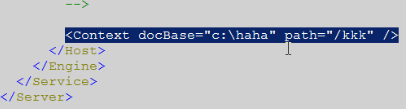 -->
<Context docBase="c:\haha" path="/kkk" />
</Host>
</Engine>
</Service>
</Server>